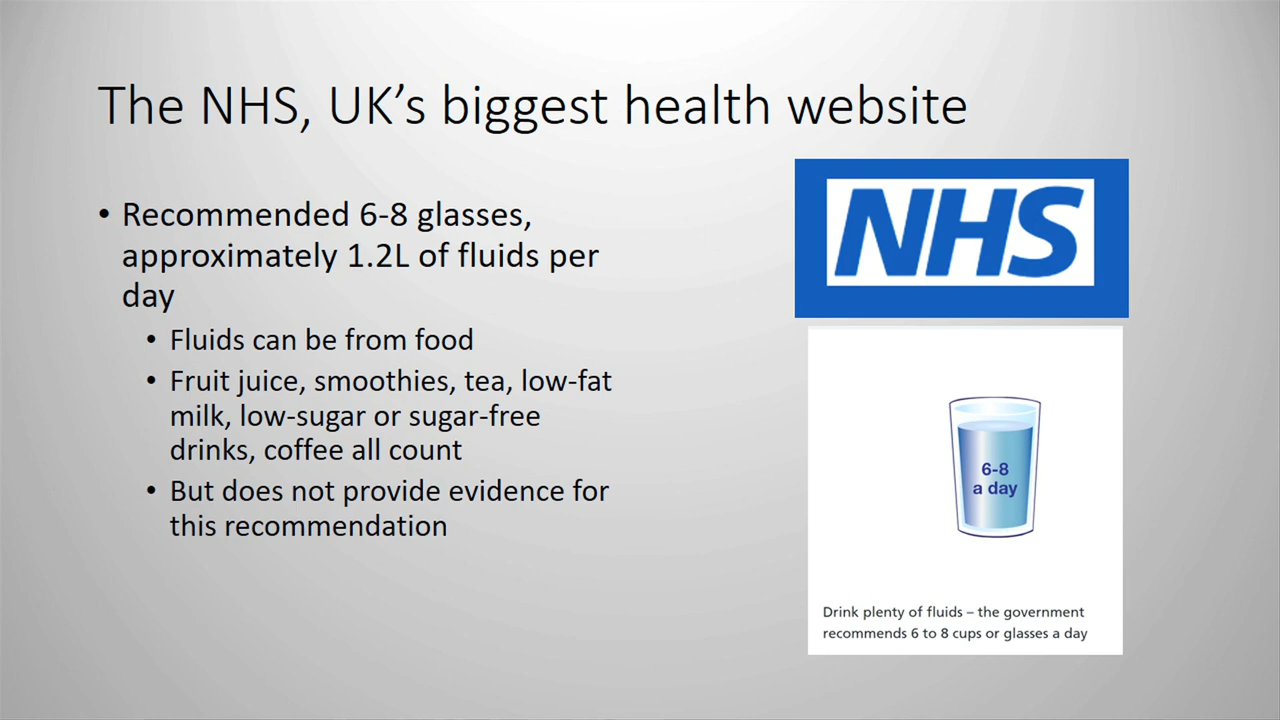 The NHS, UK’s biggest health website
• Recommended 6-8 glasses,
approximately 1.2L of fluids per
day
• Fluids can be from food
• Fruit juice, smoothies, tea, low-fat
milk, low-sugar or sugar-free
drinks, coffee all count
• But does not provide evidence for
this recommendation
NHS
6-8
a day
Drink plenty of fluids – the government
recommends 6 to 8 cups or glasses a day